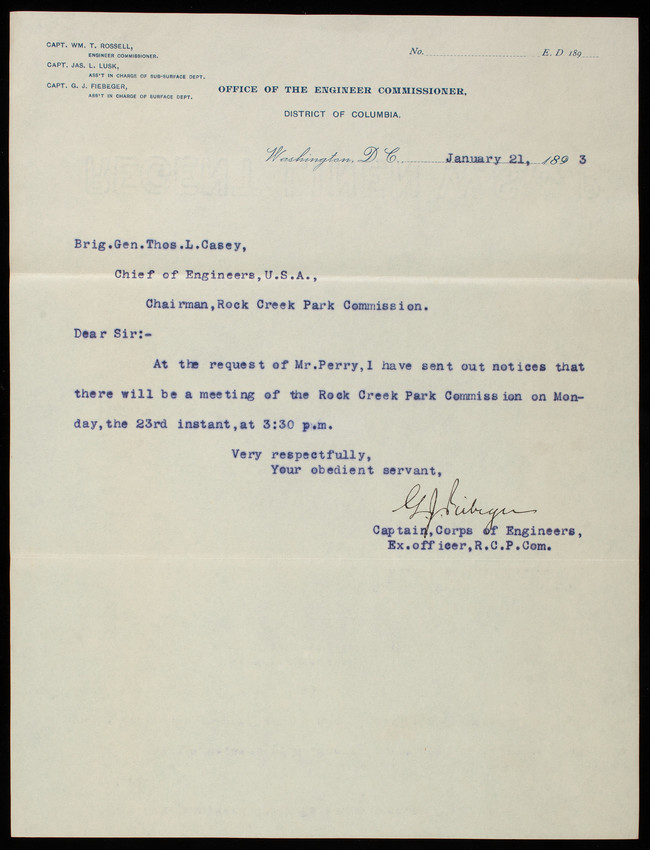 CAPT. WM. T. ROSSELL,
ENGINEER COMMISSIONER.
CAPT. JAS. L. LUSK,
ASS'T IN CHARGE OF SUB-SURFACE DEPT.
CAPT. G. J. FIEBEGER,
ASS'T IN CHARGE OF SURFACE DEPT.
No. E. D 189
OFFICE OF THE ENGINEER COMMISSIONER,
DISTRICT OF COLUMBIA.
Washington, D C., January 21, 189 3
Brig.Gen.Thos.L.Casey,
Chief of Engineers,U.S.A.,
Chairman,Rock Creek Park Commission.
Dear Sir:-
At the request of Mr.Perry,I have sent out notices that
there will be a meeting of the Rock Creek Park Commission on Mon-
day,the 23rd instant,at 3:30 p.m.
Very respectfully,
Your obedient servant,
G.J.Fiebeger
Captain,Corps of Engineers,
Ex.officer,R.C.P.Com.